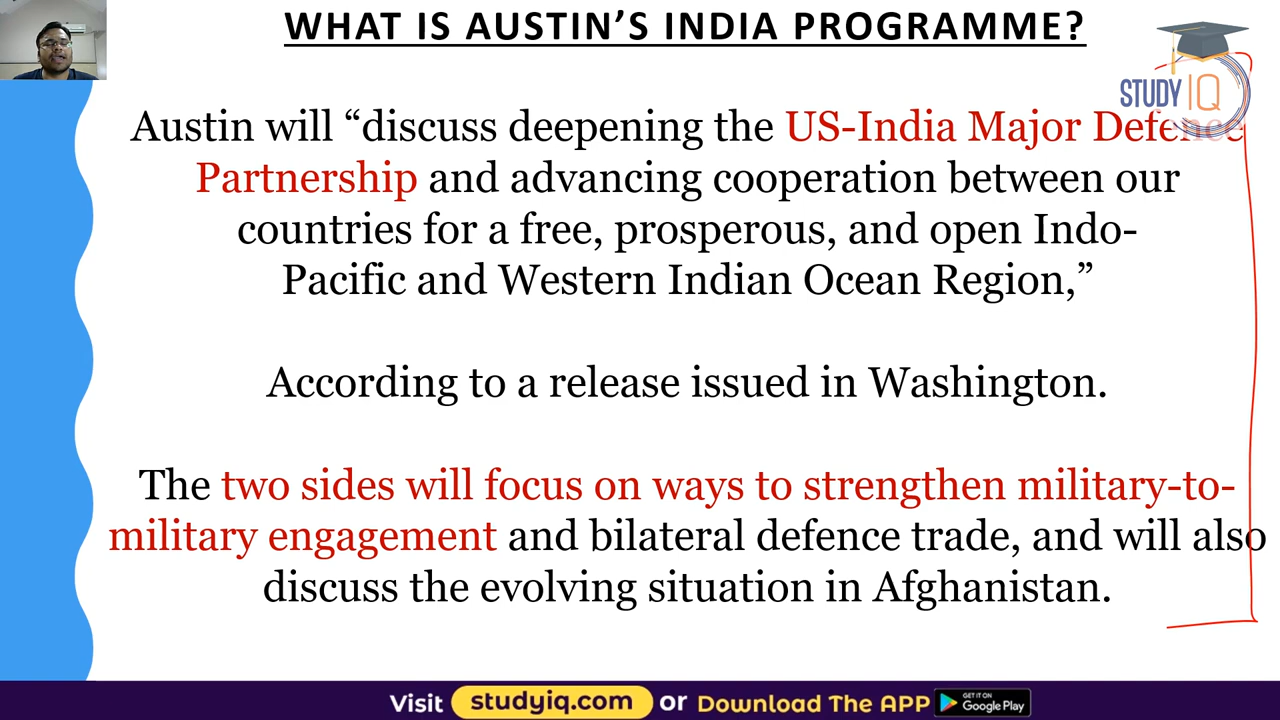 WHAT IS AUSTIN’S INDIA PROGRAMME?
STUDY IQ
Austin will “discuss deepening the US-India Major Defence
Partnership and advancing cooperation between our
countries for a free, prosperous, and open Indo-
Pacific and Western Indian Ocean Region,”
According to a release issued in Washington.
The two sides will focus on ways to strengthen military-to-
military engagement and bilateral defence trade, and will also
discuss the evolving situation in Afghanistan.
Visit studyiq.com or Download The APP GET IT ON Google Play